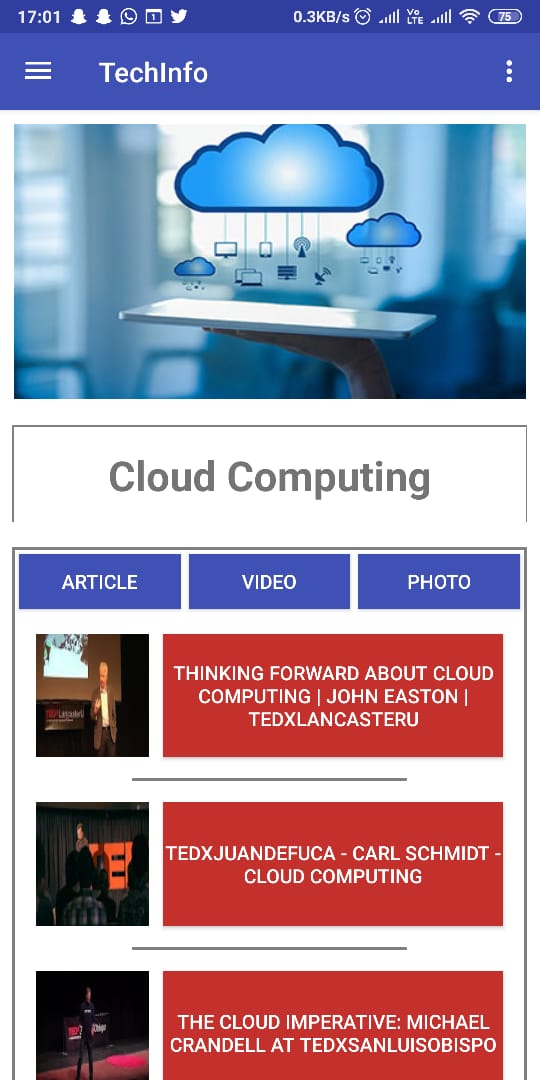 17:01
1
0.3KB/s
Vo
LTE
75
TechInfo
Cloud Computing
ARTICLE
VIDEO
PHOTO
THINKING FORWARD ABOUT CLOUD
COMPUTING | JOHN EASTON |
TEDXLANCASTERU
TEDXJUANDEFUCA - CARL SCHMIDT -
CLOUD COMPUTING
THE CLOUD IMPERATIVE: MICHAEL
CRANDELL AT TEDXSANLUISOBISPO